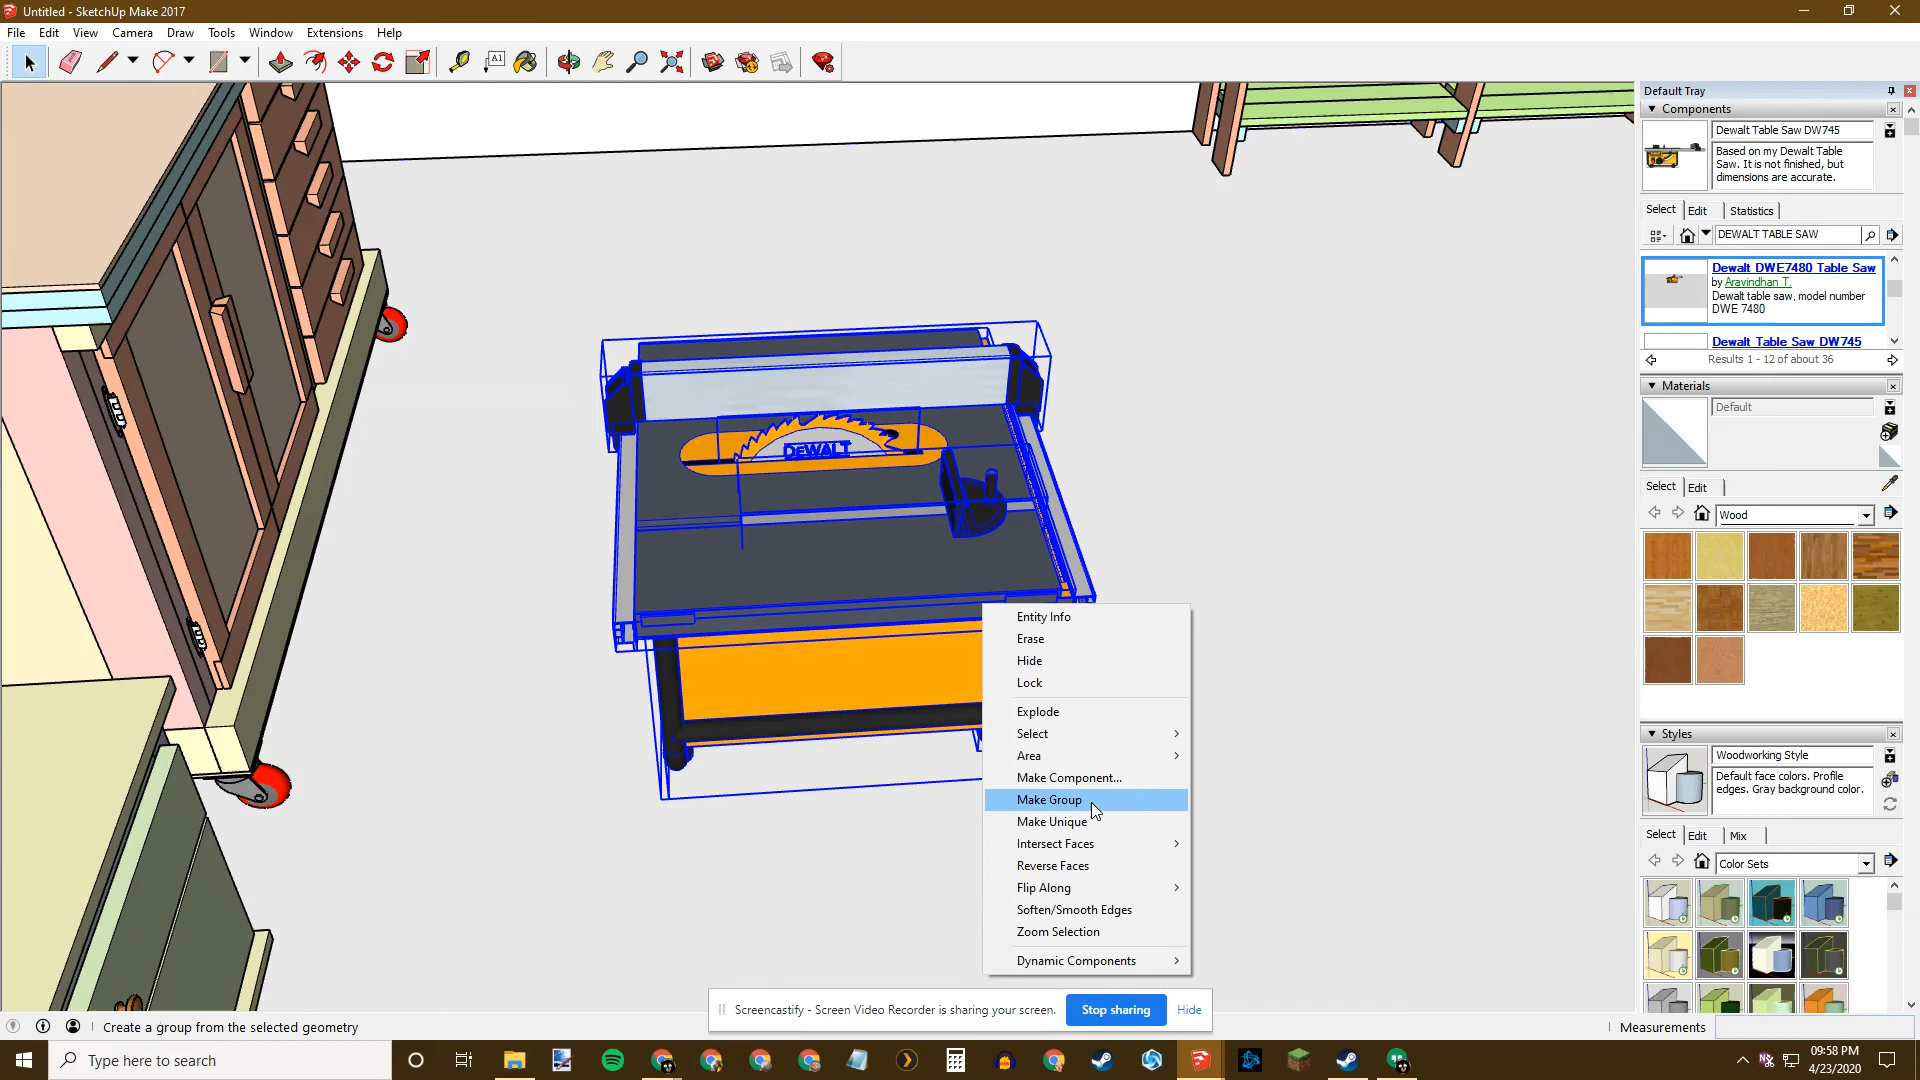 Untitled - SketchUp Make 2017
File Edit View Camera Draw Tools Window Extensions Help
A1
Default Tray
Components
Dewalt Table Saw DW745
Based on my Dewalt Table
Saw. It is not finished, but
dimensions are accurate.
Select Edit Statistics
DEWALT TABLE SAW
Dewalt DWE7480 Table Saw
by Aravindhan T.
Dewalt table saw, model number
DWE 7480
Dewalt Table Saw DW745
Results 1 - 12 of about 36
Materials
Default
Select Edit
Wood
Styles
Woodworking Style
Default face colors. Profile
edges. Gray background color.
Select Edit Mix
Color Sets
DEWALT
Entity Info
Erase
Hide
Lock
Explode
Select
Area
Make Component...
Make Group
Make Unique
Intersect Faces
Reverse Faces
Flip Along
Soften/Smooth Edges
Zoom Selection
Dynamic Components
Screencastify - Screen Video Recorder is sharing your screen. Stop sharing Hide
Create a group from the selected geometry
Measurements
Type here to search
09:58 PM
4/23/2020